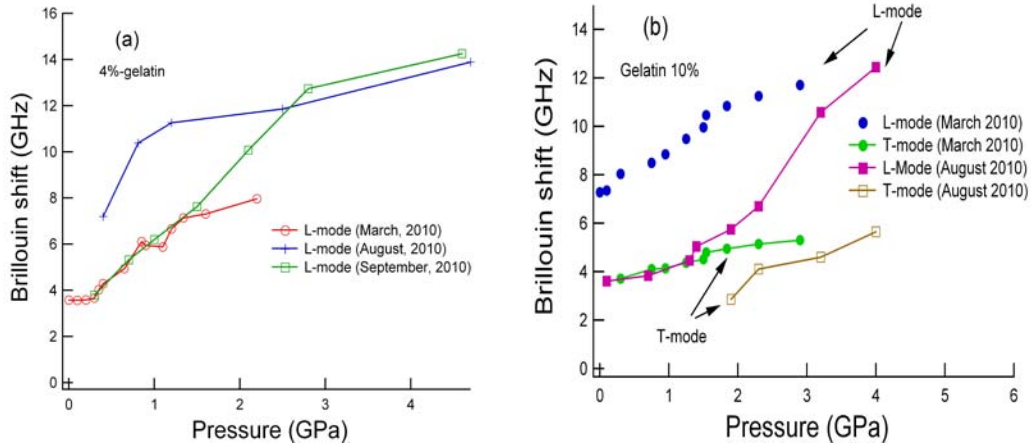 (a)
4%-gelatin
16
14
12
10
8
6
4
2
0
Brillouin shift (GHz)
L-mode (March, 2010)
L-mode (August, 2010)
L-mode (September, 2010)
0
1
2
3
4
Pressure (GPa)
(b)
L-mode
Gelatin 10%
14
12
10
8
6
4
2
0
Brillouin shift (GHz)
L-mode (March 2010)
T-mode (March 2010)
L-Mode (August 2010)
T-mode (August 2010)
T-mode
0
1
2
3
4
5
6
Pressure (GPa)